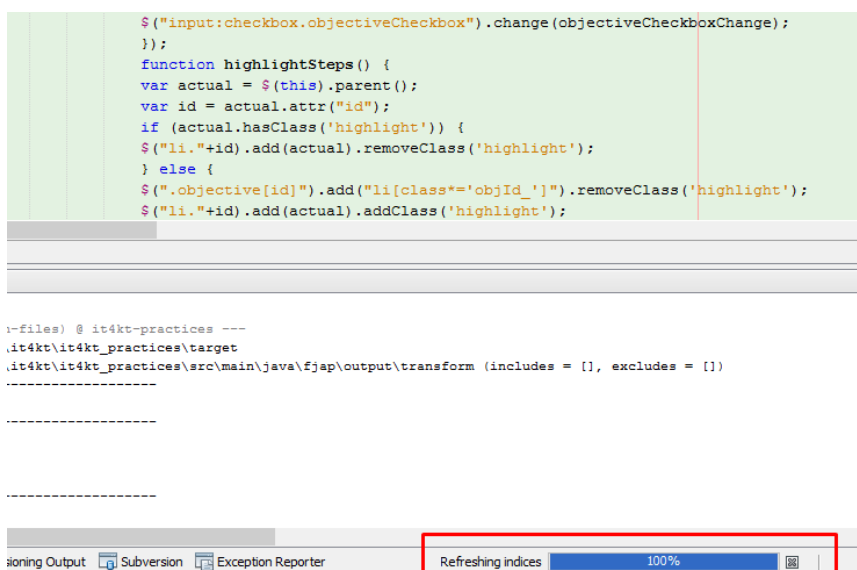 $("input:checkbox.objectiveCheckbox").change(objectiveCheckboxChange);
});
function highlightSteps() {
var actual = $(this).parent();
var id = actual.attr("id");
if (actual.hasClass('highlight')) {
$("li."+id).add(actual).removeClass('highlight');
} else {
$(".objective[id]").add("li[class*='objId_']").removeClass('highlight');
$("li."+id).add(actual).addClass('highlight');
n-files) @ it4kt-practices ---
\it4kt\it4kt_practices\target
\it4kt\it4kt_practices\src\main\java\fjap\output\transform (includes = [], excludes = [])
-------------------
-------------------
-------------------
sioning Output Subversion Exception Reporter Refreshing indices 100%